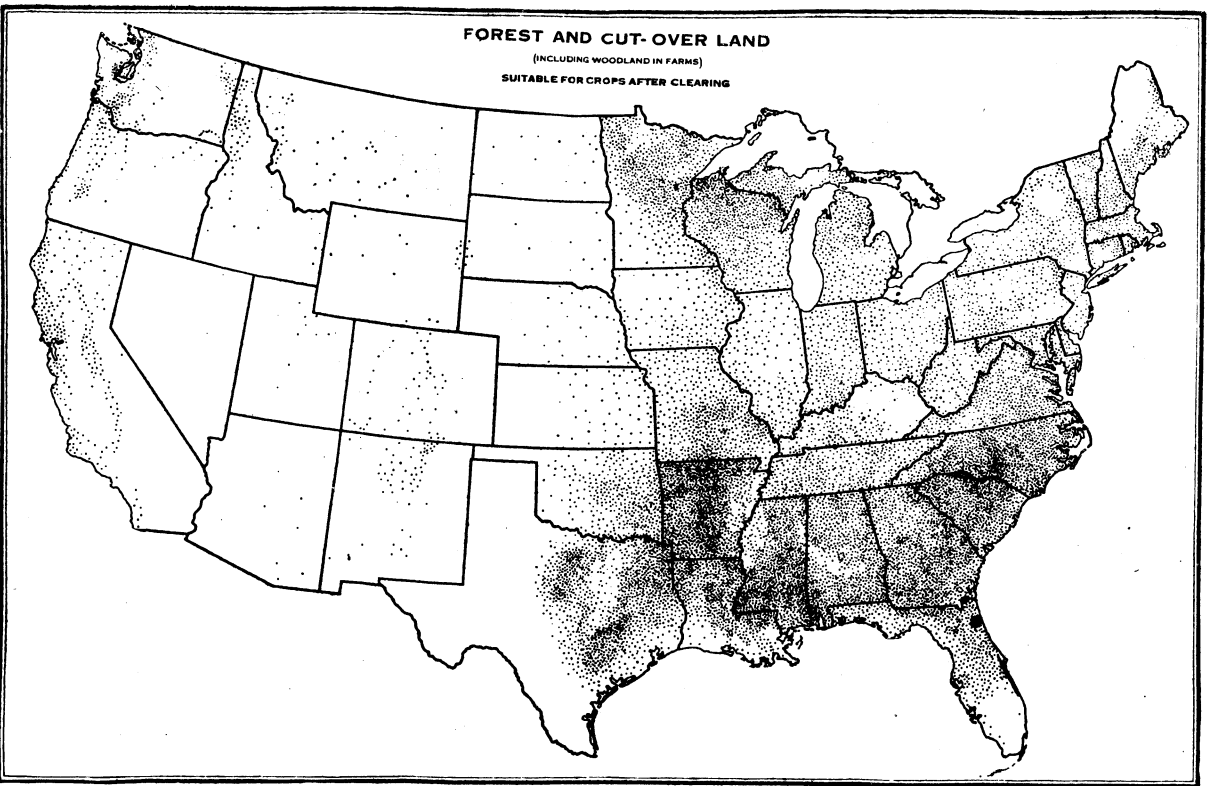 FOREST AND CUT-OVER LAND
(INCLUDING WOODLAND IN FARMS)
SUITABLE FOR CROPS AFTER CLEARING